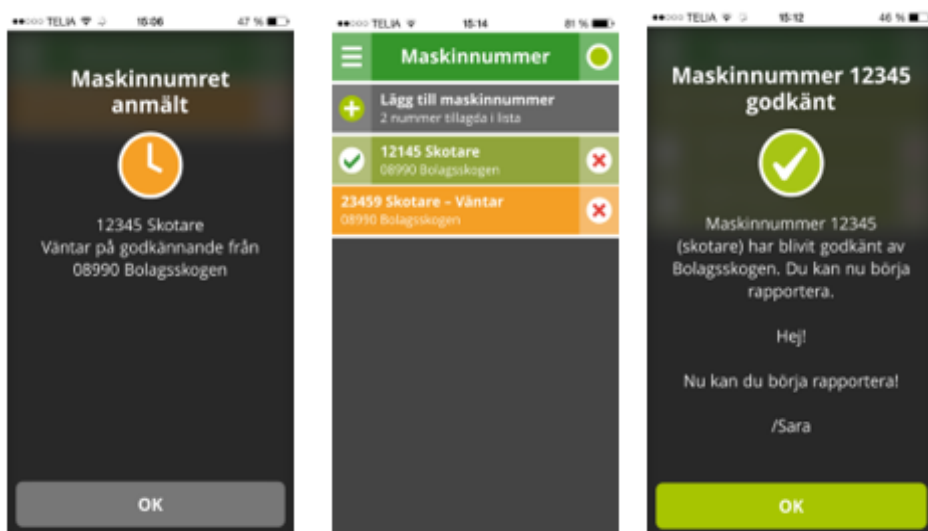 TELIA 15:06 47 %
Maskinnumret
anmält
12345 Skotare
Väntar på godkännande från
08990 Bolagsskogen
OK
TELIA 15:14 81 %
Maskinnummer
Lägg till maskinnummer
2 nummer tillagda i lista
12145 Skotare
08990 Bolagsskogen
23459 Skotare – Väntar
08990 Bolagsskogen
TELIA 15:12 46 %
Maskinnummer 12345
godkänt
Maskinnummer 12345
(skotare) har blivit godkänt av
Bolagsskogen. Du kan nu börja
rapportera.
Hej!
Nu kan du börja rapportera!
/Sara
OK